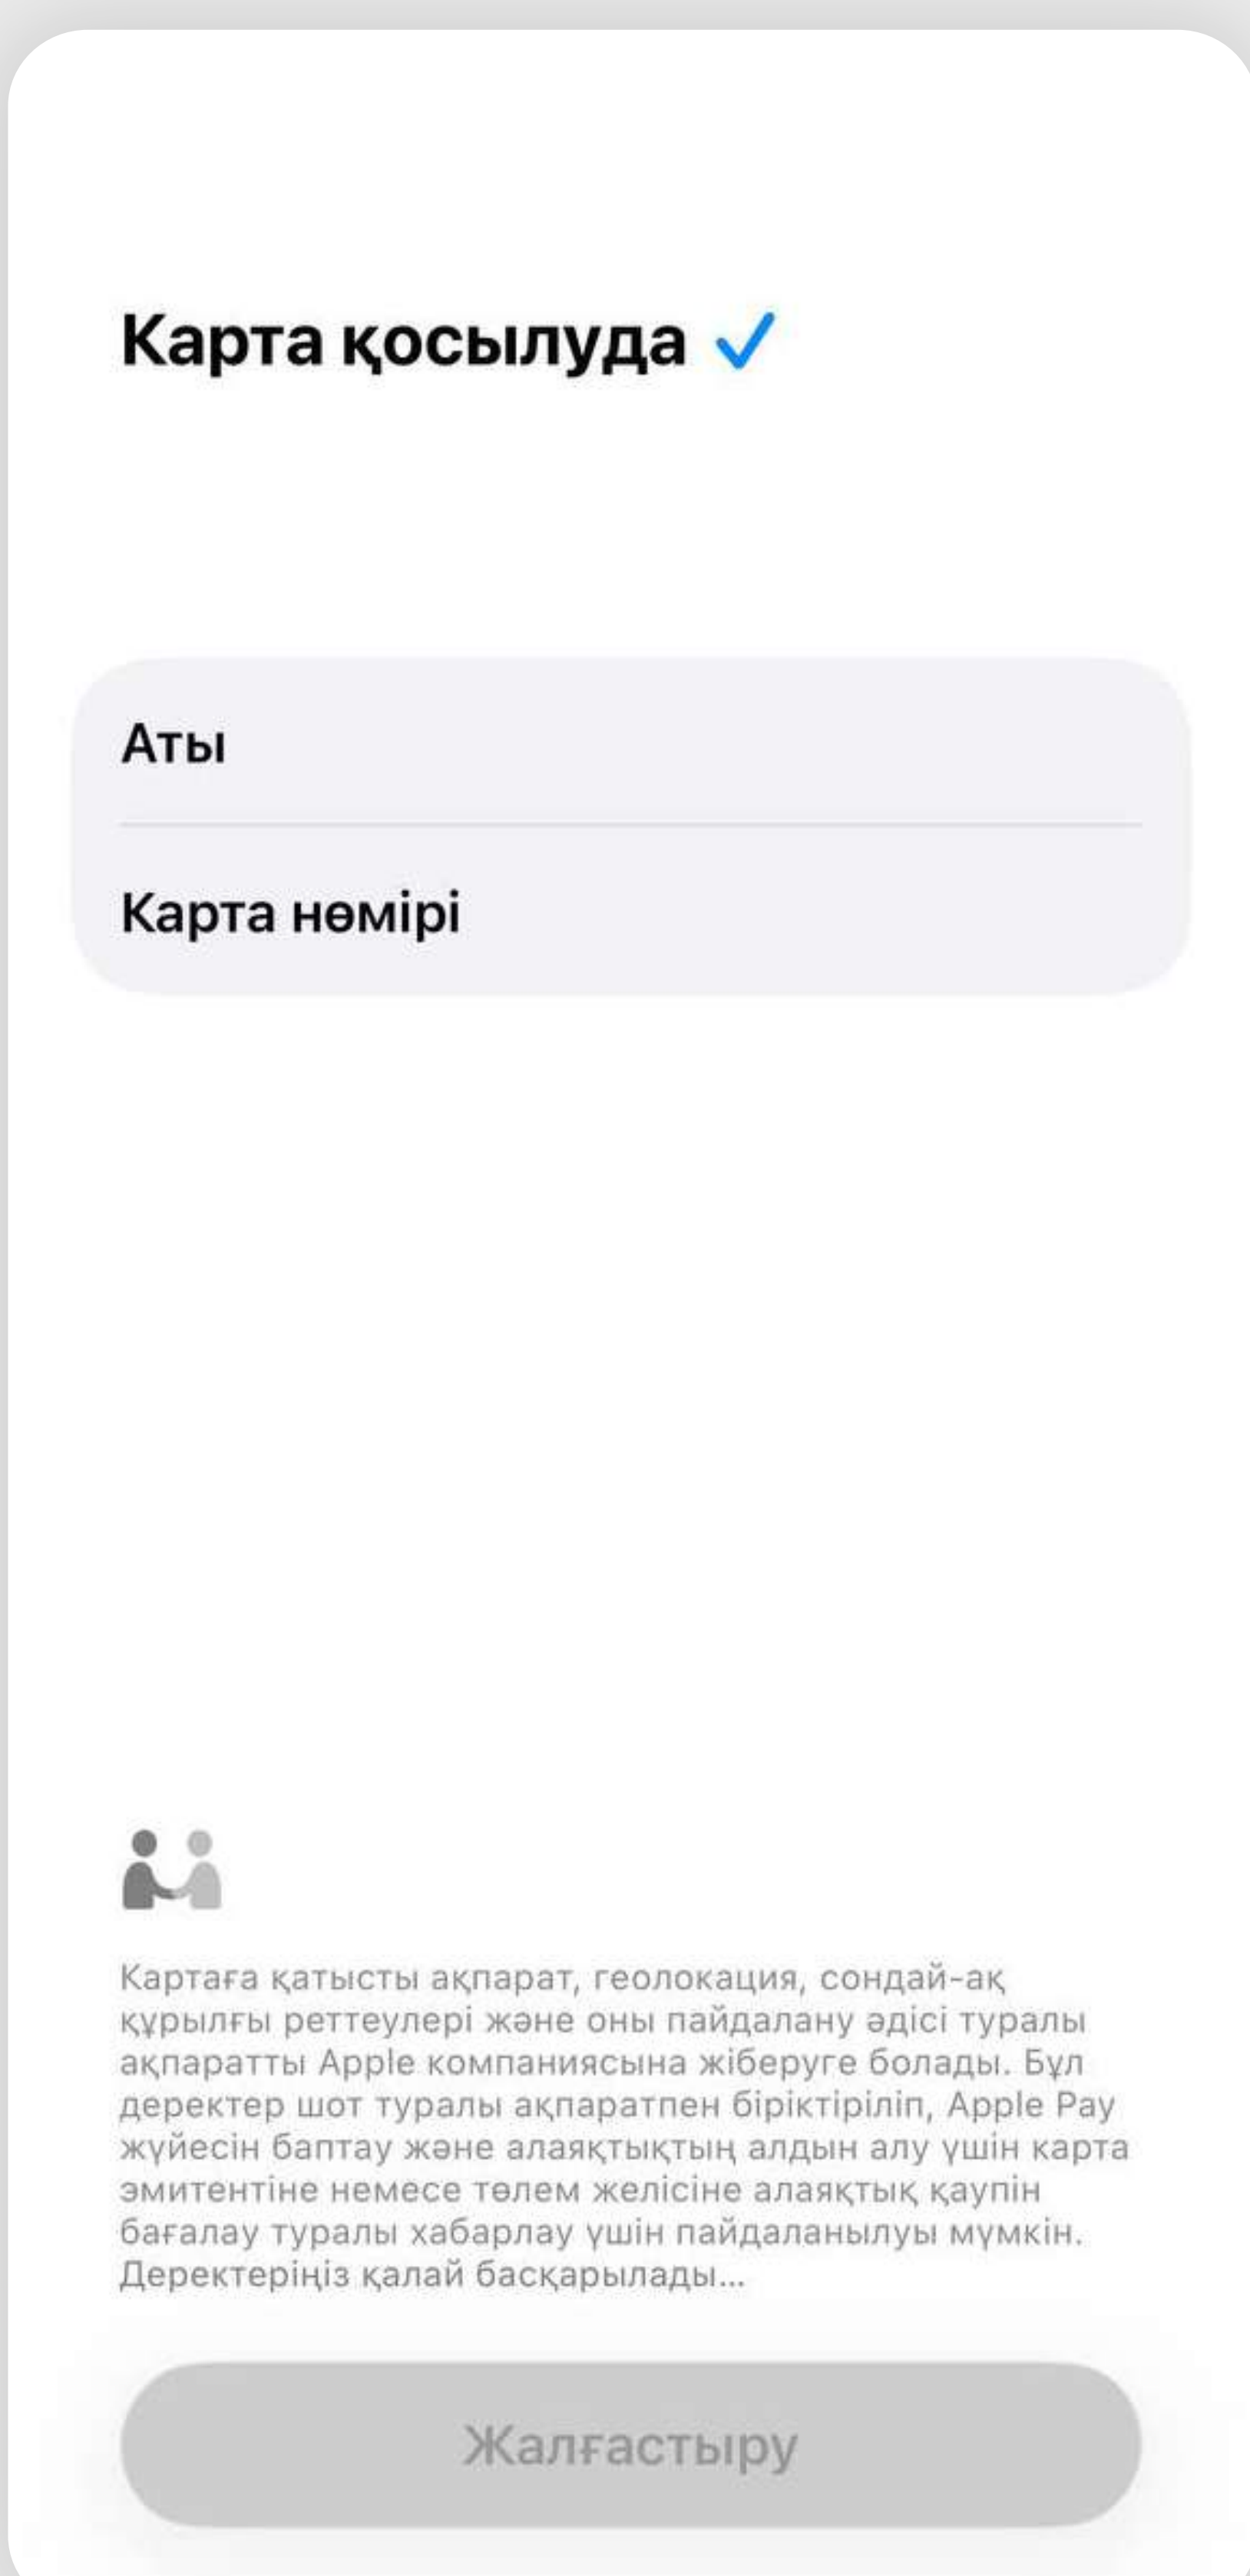 Карта қосылуда
Аты
Карта нөмірі
Картаға қатысты ақпарат, геолокация, сондай-ақ
құрылғы реттеулері және оны пайдалану әдісі туралы
ақпаратты Apple компаниясына жіберуге болады. Бұл
деректер шот туралы ақпаратпен біріктіріліп, Apple Pay
жүйесін баптау және алаяқтықтың алдын алу үшін карта
эмитентіне немесе төлем желісіне алаяқтық қаупін
бағалау туралы хабарлау үшін пайдаланылуы мүмкін.
Деректеріңіз қалай басқарылады...
Жалғастыру